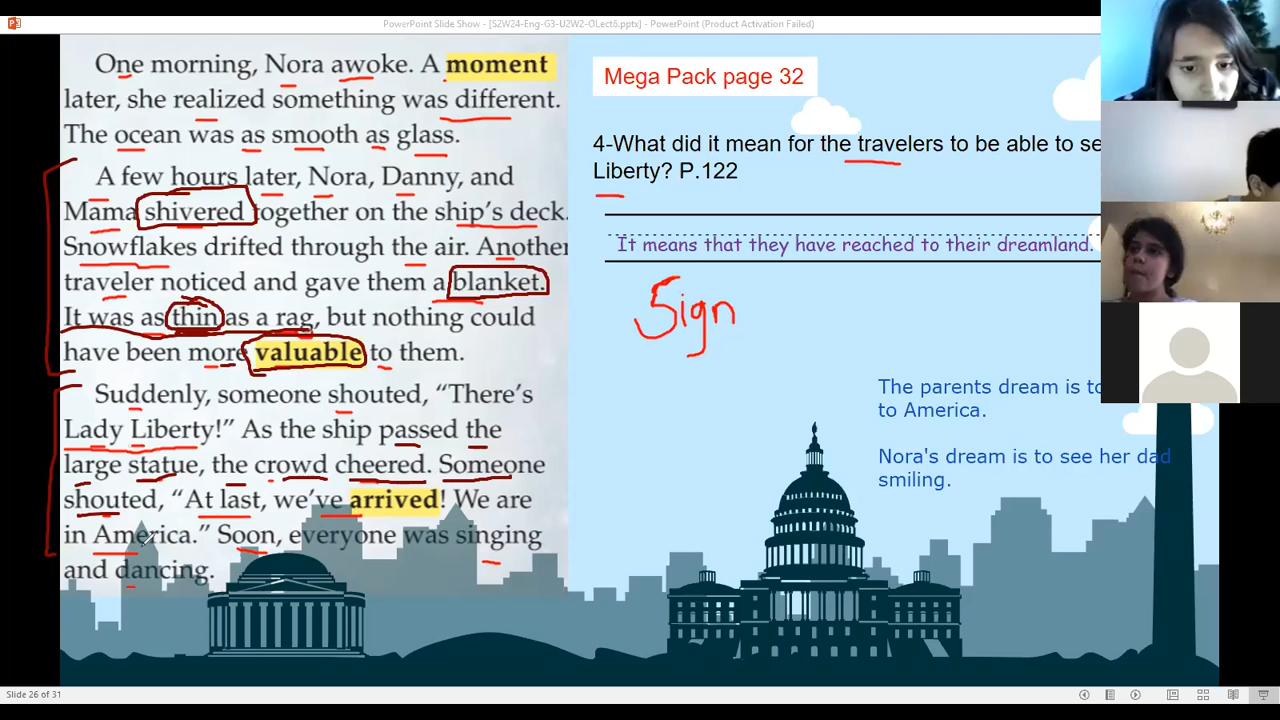 PowerPoint Slide Show - [S2W24-Eng-G3-U2W2-OLect6.pptx] - PowerPoint (Product Activation Failed)
One morning, Nora awoke. A moment
later, she realized something was different.
The ocean was as smooth as glass.
A few hours later, Nora, Danny, and
Mama shivered together on the ship's deck.
Snowflakes drifted through the air. Another
traveler noticed and gave them a blanket.
It was as thin as a rag, but nothing could
have been more valuable to them.
Suddenly, someone shouted, "There's
Lady Liberty!" As the ship passed the
large statue, the crowd cheered. Someone
shouted, "At last, we've arrived! We are
in America." Soon, everyone was singing
and dancing.
Mega Pack page 32
4-What did it mean for the travelers to be able to se
Liberty? P.122
It means that they have reached to their dreamland.
Sign
The parents dream is to
to America.
Nora's dream is to see her dad
smiling.
Slide 26 of 31